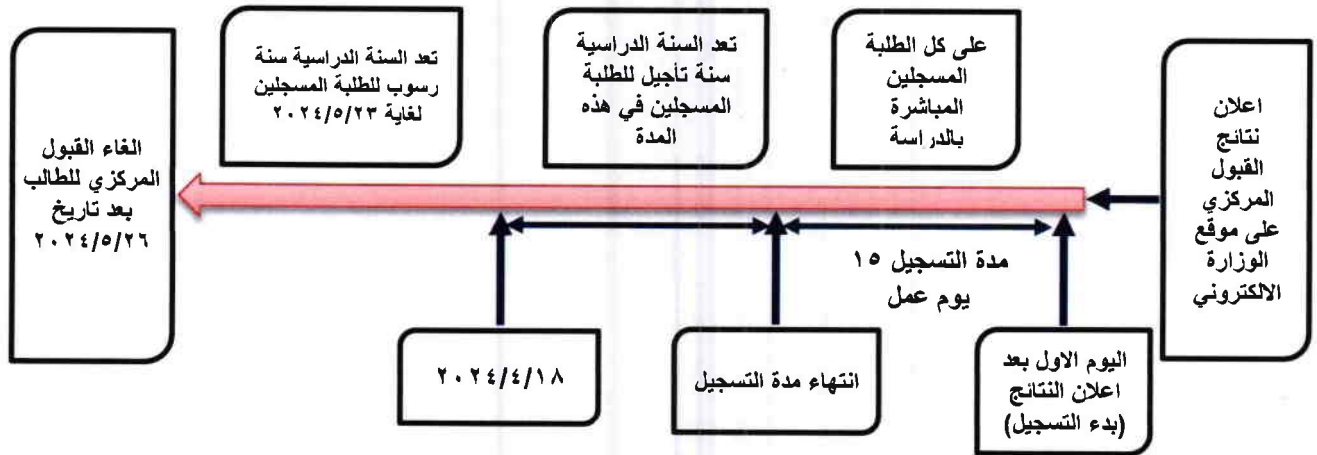 اعلان
نتائج
القبول
المركزي
على موقع
الوزارة
الالكتروني
على كل الطلبة
المسجلين
المباشرة
بالدراسة
تعد السنة الدراسية
سنة تأجيل للطلبة
المسجلين في هذه
المدة
تعد السنة الدراسية سنة
رسوب للطلبة المسجلين
لغاية ٢٠٢٤/٥/٢٣
الغاء القبول
المركزي للطالب
بعد تاريخ
٢٠٢٤/٥/٢٦
مدة التسجيل ١٥
يوم عمل
اليوم الاول بعد
اعلان النتائج
(بدء التسجيل)
انتهاء مدة التسجيل
٢٠٢٤/٤/١٨